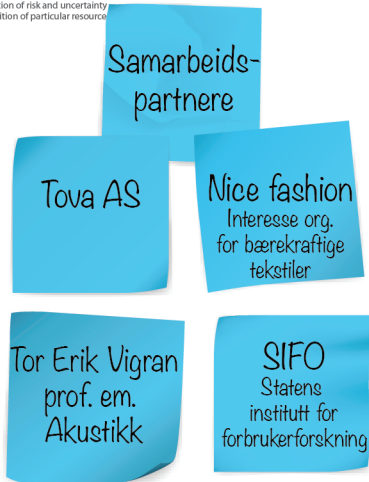 ion of risk and uncertainty
ition of particular resource
Samarbeids-
partnere
Tova AS
Nice fashion
Interesse org.
for bærekraftige
tekstiler
Tor Erik Vigran
prof. em.
Akustikk
SIFO
Statens
institutt for
forbrukerforskning